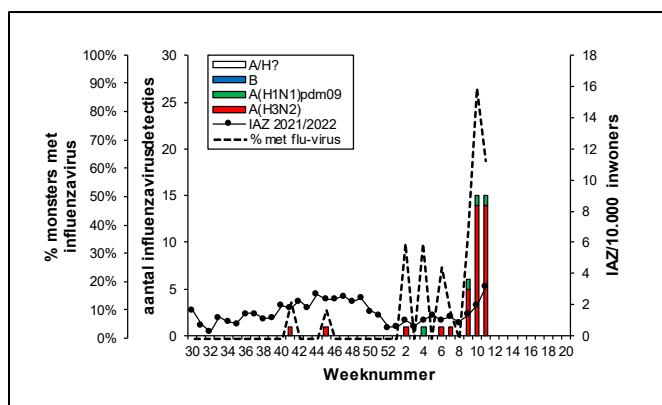 % monsters met
influenzavirus
100%
90%
80%
70%
60%
50%
40%
30%
20%
10%
0%
aantal influenzavirusdetecties
30
25
20
15
10
5
0
A/H?
B
A(H1N1)pdm09
A(H3N2)
IAZ 2021/2022
% met flu-virus
18
16
14
12
10
8
6
4
2
0
IAZ/10.000 inwoners
30 32 34 36 38 40 42 44 46 48 50 52 2 4 6 8 10 12 14 16 18 20
Weeknummer